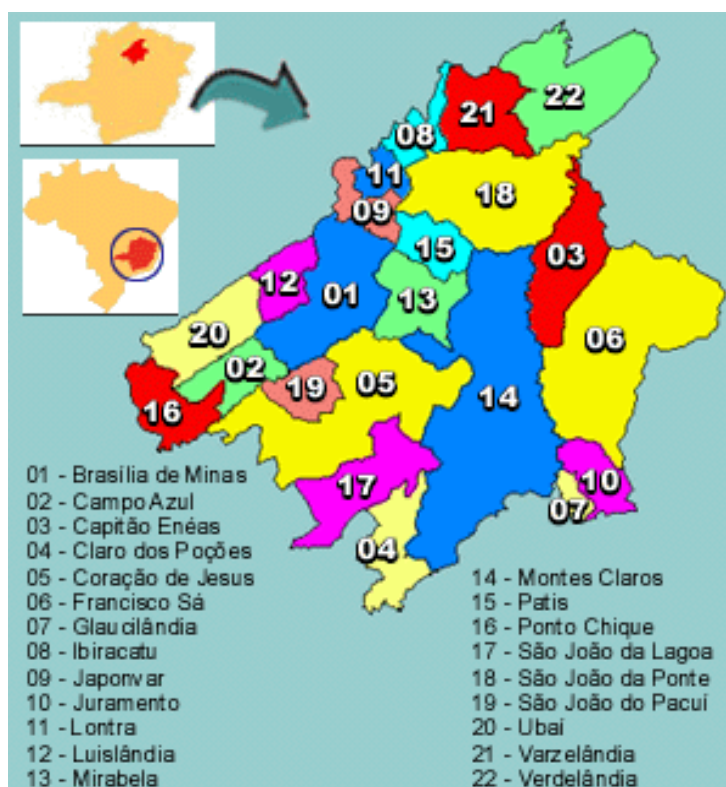 22
21
08
11
18
09
15
03
12
01
13
20
06
02
05
19
14
16
17
10
07
04
01 - Brasília de Minas
02 - Campo Azul
03 - Capitão Enéas
04 - Claro dos Poções
05 - Coração de Jesus
06 - Francisco Sá
07 - Glaucilândia
08 - Ibiracatu
09 - Japonvar
10 - Juramento
11 - Lontra
12 - Luislândia
13 - Mirabela
14 - Montes Claros
15 - Patis
16 - Ponto Chique
17 - São João da Lagoa
18 - São João da Ponte
19 - São João do Pacuí
20 - Ubaí
21 - Varzelândia
22 - Verdelândia